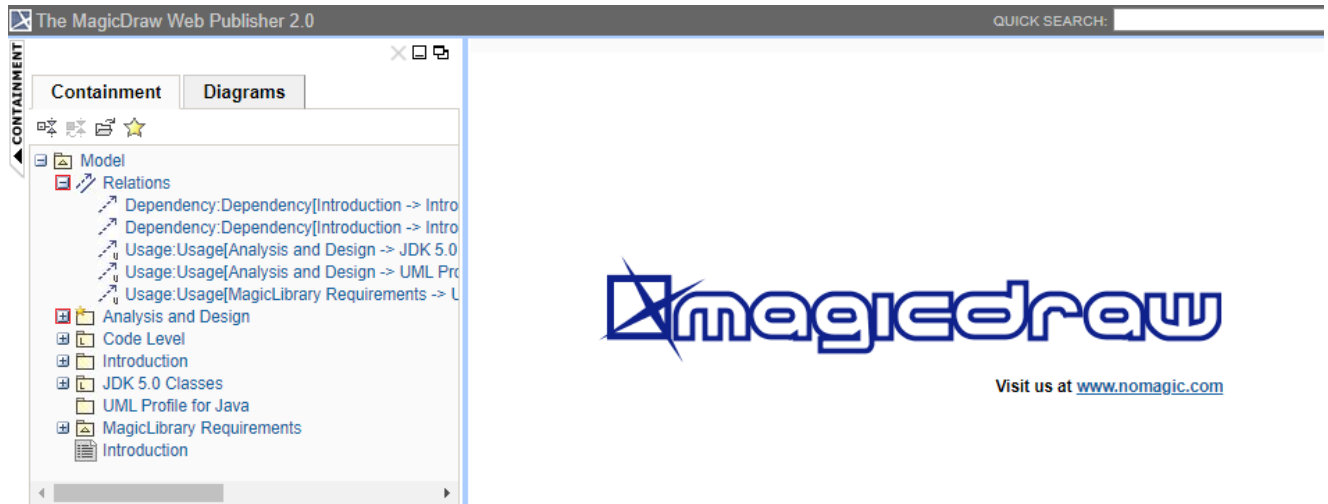 The MagicDraw Web Publisher 2.0
QUICK SEARCH:
CONTAINMENT
Containment
Diagrams
Model
Relations
Dependency:Dependency[Introduction -> Intro
Dependency:Dependency[Introduction -> Intro
Usage:Usage[Analysis and Design -> JDK 5.0
Usage:Usage[Analysis and Design -> UML Pro
Usage:Usage[MagicLibrary Requirements -> U
Analysis and Design
Code Level
Introduction
JDK 5.0 Classes
UML Profile for Java
MagicLibrary Requirements
Introduction
magicdraw
Visit us at www.nomagic.com